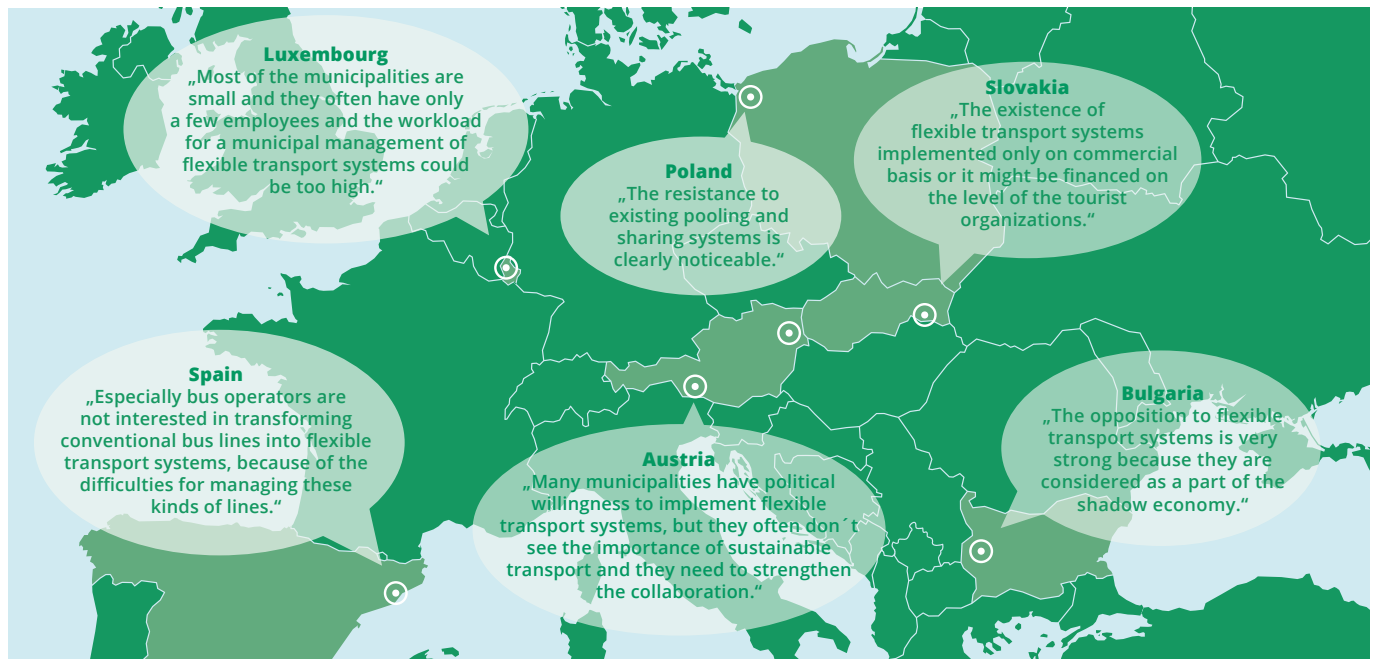 Luxembourg
„Most of the municipalities are
small and they often have only
a few employees and the workload
for a municipal management of
flexible transport systems could
be too high.“
Poland
„The resistance to
existing pooling and
sharing systems is
clearly noticeable.“
Slovakia
„The existence of
flexible transport systems
implemented only on commercial
basis or it might be financed on
the level of the tourist
organizations.“
Spain
„Especially bus operators are
not interested in transforming
conventional bus lines into flexible
transport systems, because of the
difficulties for managing these
kinds of lines.“
Austria
„Many municipalities have political
willingness to implement flexible
transport systems, but they often don´t
see the importance of sustainable
transport and they need to strengthen
the collaboration.“
Bulgaria
„The opposition to flexible
transport systems is very
strong because they are
considered as a part of the
shadow economy.“